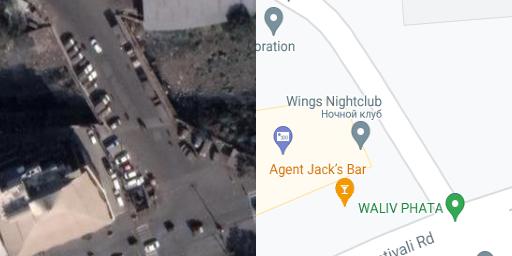 oration
Wings Nightclub
Ночной клуб
Agent Jack's Bar
WALIV PHATA
tivali Rd